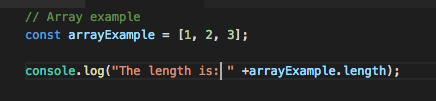 // Array example
const arrayExample = [1, 2, 3];
console.log("The length is: " +arrayExample.length);